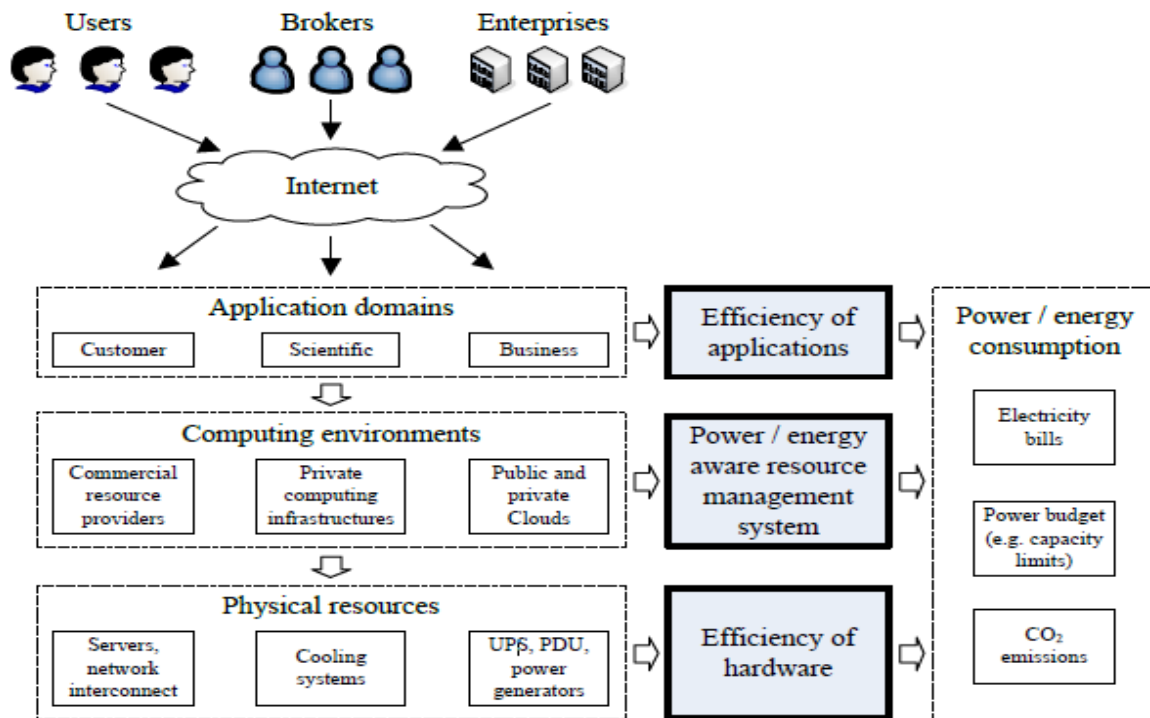 Users
Brokers
Enterprises
Internet
Application domains
Customer
Scientific
Business
Efficiency of
applications
Computing environments
Commercial
resource
providers
Private
computing
infrastructures
Public and
private
Clouds
Power / energy
aware resource
management
system
Physical resources
Servers,
network
interconnect
Cooling
systems
UPS, PDU,
power
generators
Efficiency of
hardware
Power / energy
consumption
Electricity
bills
Power budget
(e.g. capacity
limits)
CO₂
emissions